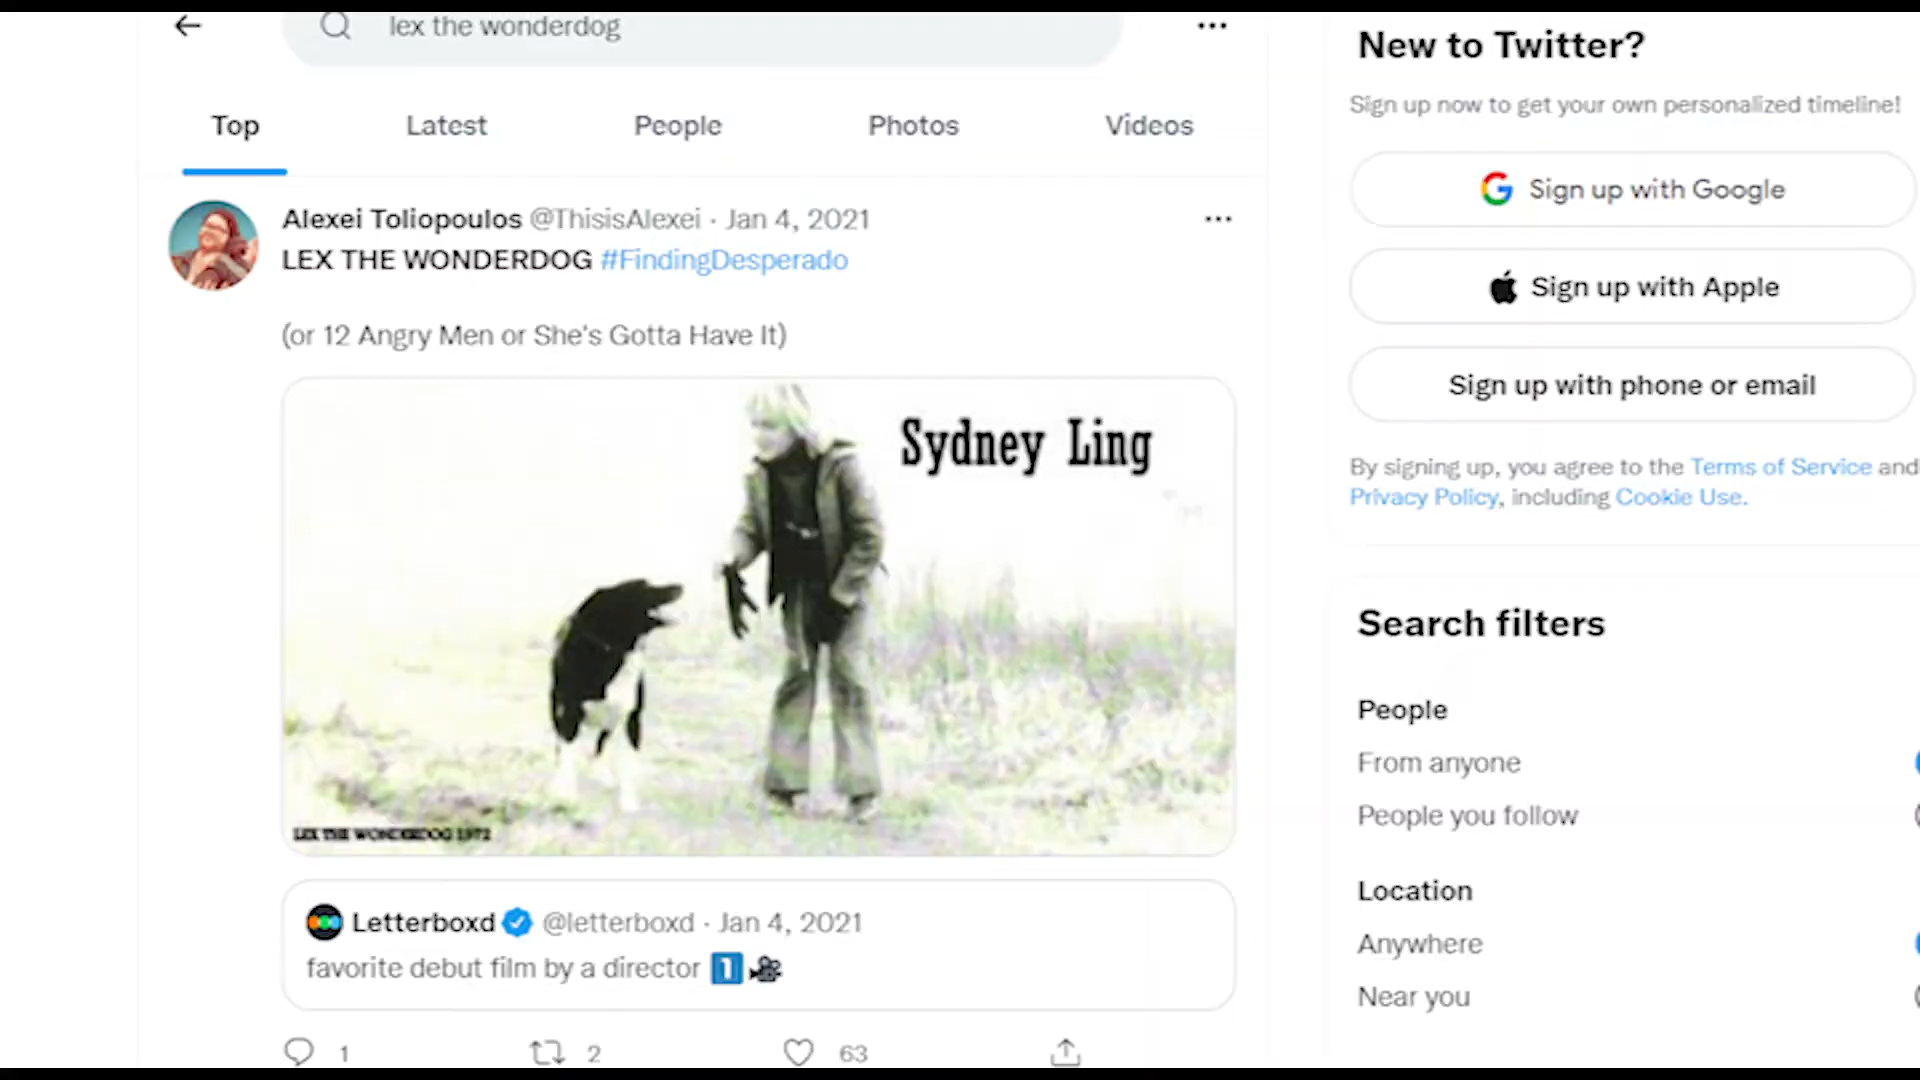 lex the wonderdog
Top Latest People Photos Videos
Alexei Toliopoulos @ThisisAlexei · Jan 4, 2021
LEX THE WONDERDOG #FindingDesperado
(or 12 Angry Men or She's Gotta Have It)
Sydney Ling
LEX THE WONDERDOG 1972
Letterboxd @letterboxd · Jan 4, 2021
favorite debut film by a director 1
1 2 63
New to Twitter?
Sign up now to get your own personalized timeline!
Sign up with Google
Sign up with Apple
Sign up with phone or email
By signing up, you agree to the Terms of Service and
Privacy Policy, including Cookie Use.
Search filters
People
From anyone
People you follow
Location
Anywhere
Near you